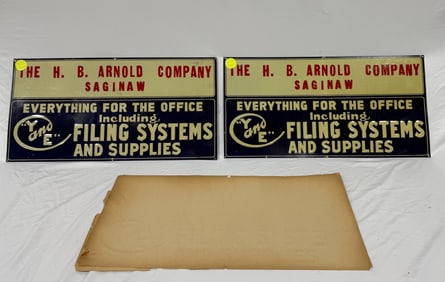 THE H. B. ARNOLD COMPANY
SAGINAW
EVERYTHING FOR THE OFFICE
Including
"Y and E" FILING SYSTEMS
AND SUPPLIES
THE H. B. ARNOLD COMPANY
SAGINAW
EVERYTHING FOR THE OFFICE
Including
"Y and E" FILING SYSTEMS
AND SUPPLIES